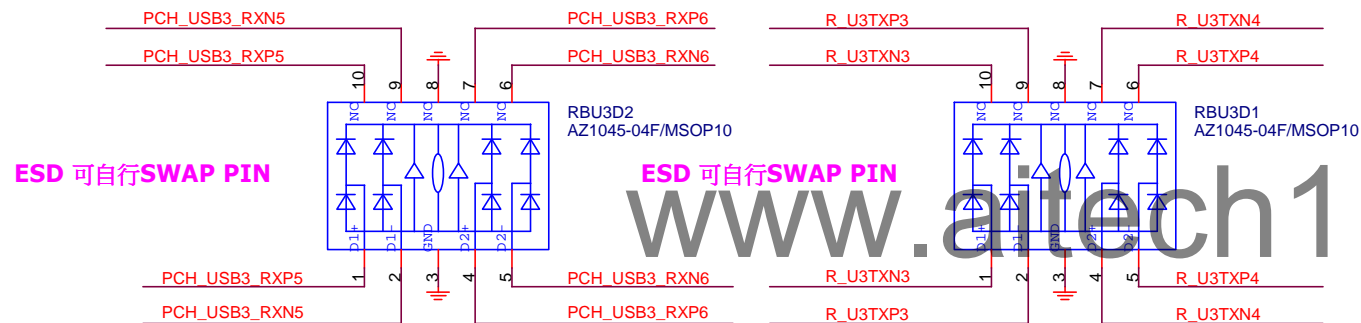 PCH_USB3_RXN5
PCH_USB3_RXP6
R_U3TXP3
R_U3TXN4
PCH_USB3_RXP5
PCH_USB3_RXN6
R_U3TXN3
R_U3TXP4
10 9 8 7 6
10 9 8 7 6
NC NC NC NC
NC NC NC NC
RBU3D2
AZ1045-04F/MSOP10
RBU3D1
AZ1045-04F/MSOP10
ESD 可自行SWAP PIN
ESD 可自行SWAP PIN
www.aitech1
D1+ D1- GND D2+ D2-
D1+ D1- GND D2+ D2-
1 2 3 4 5
1 2 3 4 5
PCH_USB3_RXP5
PCH_USB3_RXN6
R_U3TXN3
R_U3TXP4
PCH_USB3_RXN5
PCH_USB3_RXP6
R_U3TXP3
R_U3TXN4